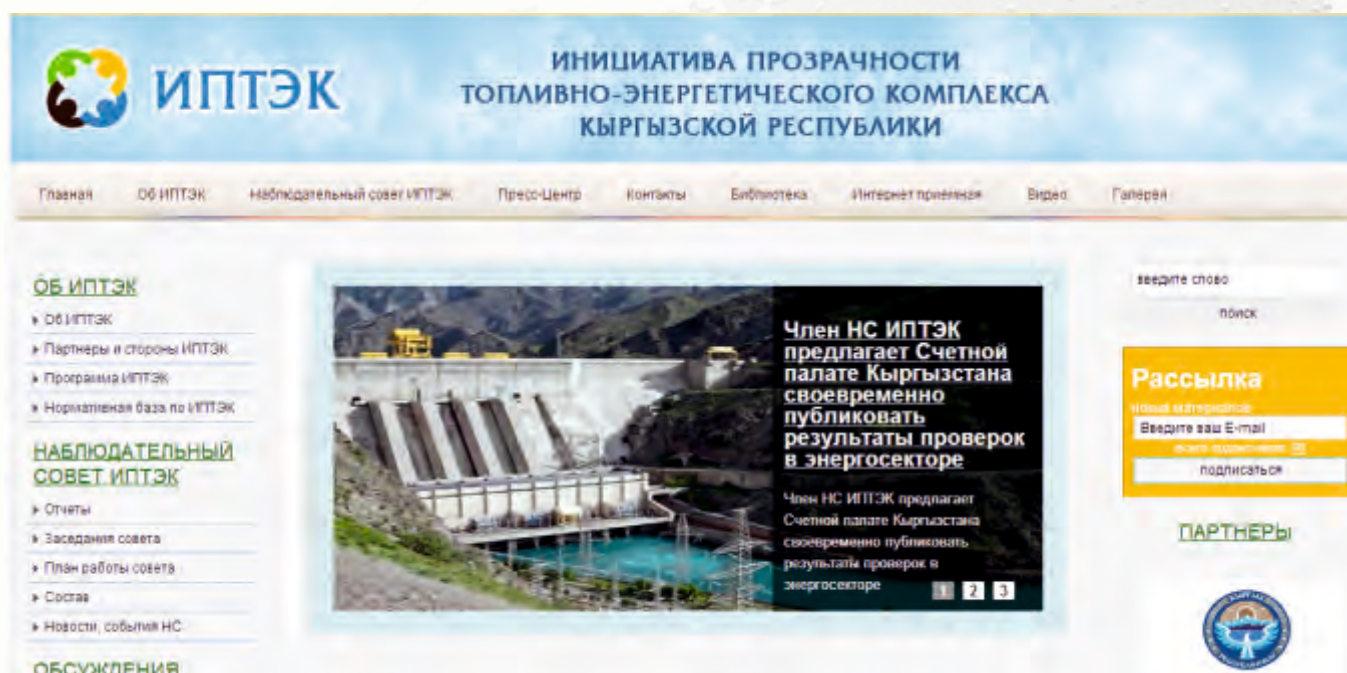 ИПТЭК
ИНИЦИАТИВА ПРОЗРАЧНОСТИ
ТОПЛИВНО-ЭНЕРГЕТИЧЕСКОГО КОМПЛЕКСА
КЫРГЫЗСКОЙ РЕСПУБЛИКИ
Главная Об ИПТЭК Наблюдательный совет ИПТЭК Пресс-Центр Контакты Библиотека Интернет приемная Видео Галерея
ОБ ИПТЭК
Об ИПТЭК
Партнеры и стороны ИПТЭК
Программа ИПТЭК
Нормативная база по ИПТЭК
НАБЛЮДАТЕЛЬНЫЙ
СОВЕТ ИПТЭК
Отчеты
Заседания совета
План работы совета
Состав
Новости, события НС
ОБСУЖДЕНИЯ
Член НС ИПТЭК
предлагает Счетной
палате Кыргызстана
своевременно
публиковать
результаты проверок
в энергосекторе
Член НС ИПТЭК предлагает
Счетной палате Кыргызстана
своевременно публиковать
результаты проверок в
энергосекторе
1 2 3
введите слово
поиск
Рассылка
новых материалов
Введите ваш E-mail
подписаться
ПАРТНЕРЫ